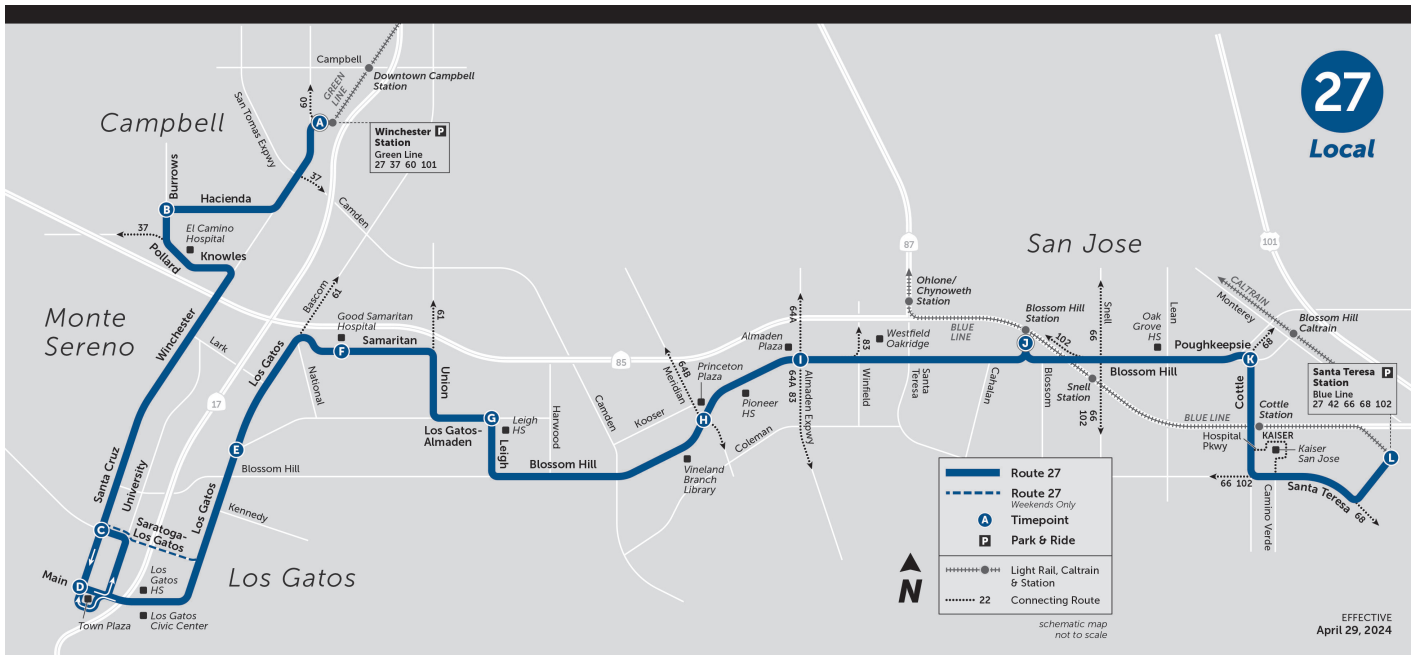 27
Local
Campbell
Monte
Sereno
Los Gatos
San Jose
Campbell
Downtown Campbell
Station
GREEN
LINE
60
San Tomas Expwy
A
Winchester P
Station
Green Line
27 37 60 101
37
Camden
Burrows
Hacienda
B
37
El Camino
Hospital
Pollard
Knowles
Winchester
Lark
Bascom
61
Los Gatos
National
Good Samaritan
Hospital
F
Samaritan
61
Union
85
17
G
Leigh
HS
Los Gatos-
Almaden
Leigh
Harwood
Blossom Hill
Camden
Kooser
64B
Meridian
Princeton
Plaza
H
Pioneer
HS
Coleman
Vineland
Branch
Library
Almaden
Plaza
64A
I
64A 83
Almaden Expwy
83
Winfield
Westfield
Oakridge
Santa
Teresa
87
Ohlone/
Chynoweth
Station
BLUE
LINE
Cahalan
Blossom Hill
Station
J
102
Blossom
Snell
66
Snell
Station
66
102
Blossom Hill
Oak
Grove
HS
Lean
Poughkeepsie
K
68
101
CALTRAIN
Monterey
Blossom Hill
Caltrain
Santa Teresa P
Station
Blue Line
27 42 66 68 102
Cottle
Cottle
Station
BLUE LINE
Hospital
Pkwy
KAISER
Kaiser
San Jose
L
66 102
Santa Teresa
68
Camino Verde
E
Blossom Hill
Santa Cruz
University
Los Gatos
Kennedy
C
Saratoga-
Los Gatos
Main
D
Los
Gatos
HS
Town Plaza
Los Gatos
Civic Center
N
Route 27
Route 27
Weekends Only
A Timepoint
P Park & Ride
Light Rail, Caltrain
& Station
22 Connecting Route
schematic map
not to scale
EFFECTIVE
April 29, 2024